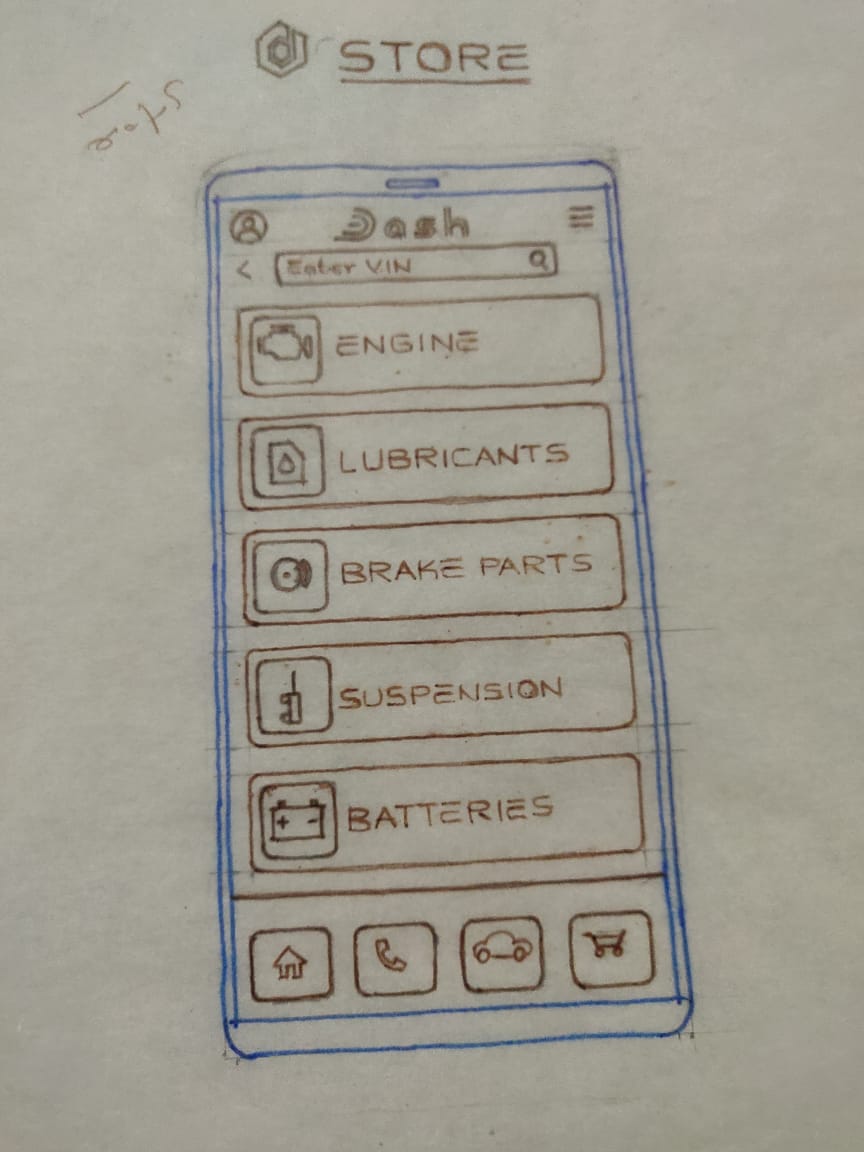 STORE
Dash
Enter VIN
ENGINE
LUBRICANTS
BRAKE PARTS
SUSPENSION
BATTERIES
+ -